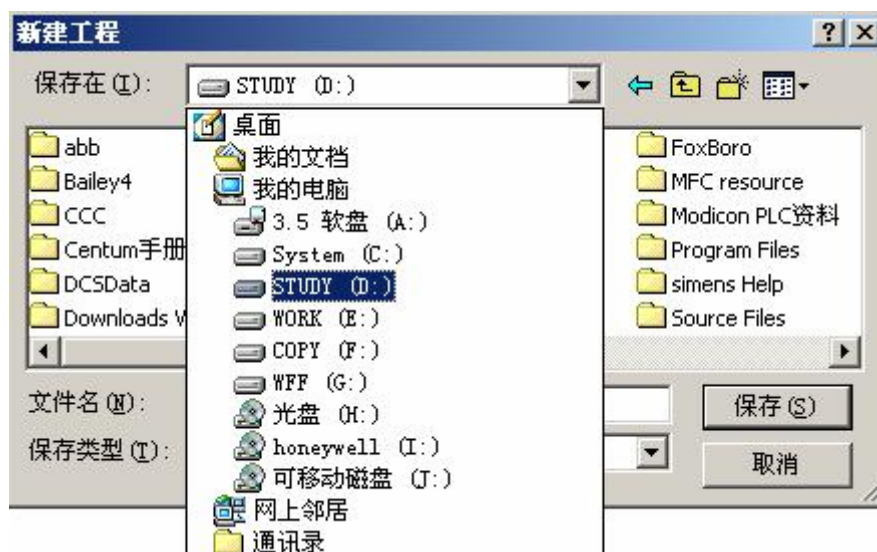 新建工程
保存在(I): STUDY (D:)
桌面
我的文档
我的电脑
3.5 软盘 (A:)
System (C:)
STUDY (D:)
WORK (E:)
COPY (F:)
WFF (G:)
光盘 (H:)
honeywell (I:)
可移动磁盘 (J:)
网上邻居
通讯录
abb
Bailey4
CCC
Centum手册
DCSData
Downloads
FoxBoro
MFC resource
Modicon PLC资料
Program Files
simens Help
Source Files
文件名(N):
保存(S)
保存类型(T):
取消